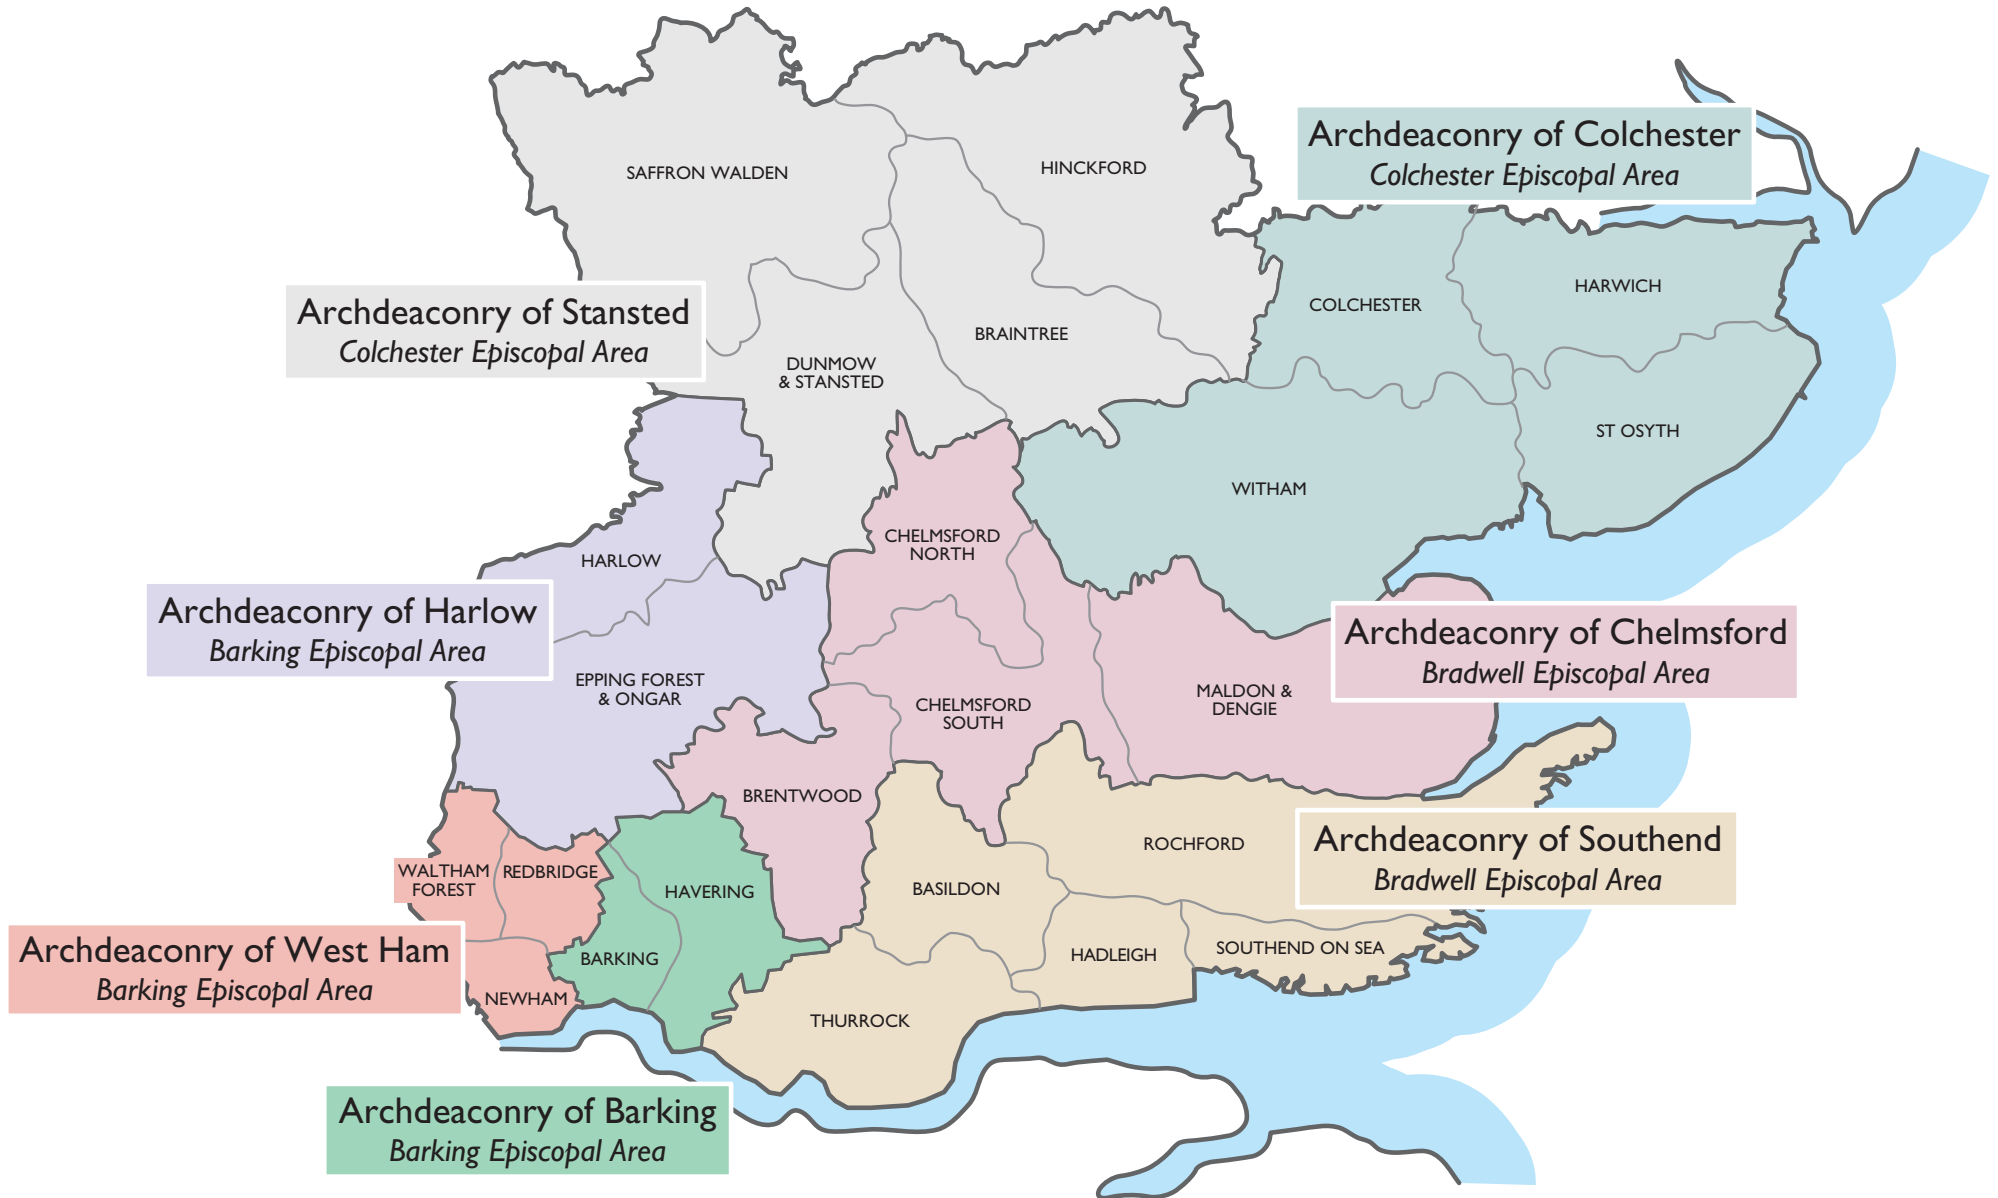 SAFFRON WALDEN
HINCKFORD
Archdeaconry of Colchester
Colchester Episcopal Area
COLCHESTER
HARWICH
Archdeaconry of Stansted
Colchester Episcopal Area
BRAINTREE
DUNMOW
& STANSTED
ST OSYTH
WITHAM
CHELMSFORD
NORTH
HARLOW
Archdeaconry of Harlow
Barking Episcopal Area
Archdeaconry of Chelmsford
Bradwell Episcopal Area
EPPING FOREST
& ONGAR
MALDON &
DENGIE
CHELMSFORD
SOUTH
BRENTWOOD
ROCHFORD
Archdeaconry of Southend
Bradwell Episcopal Area
WALTHAM
FOREST
REDBRIDGE
HAVERING
BASILDON
Archdeaconry of West Ham
Barking Episcopal Area
BARKING
HADLEIGH
SOUTHEND ON SEA
NEWHAM
THURROCK
Archdeaconry of Barking
Barking Episcopal Area